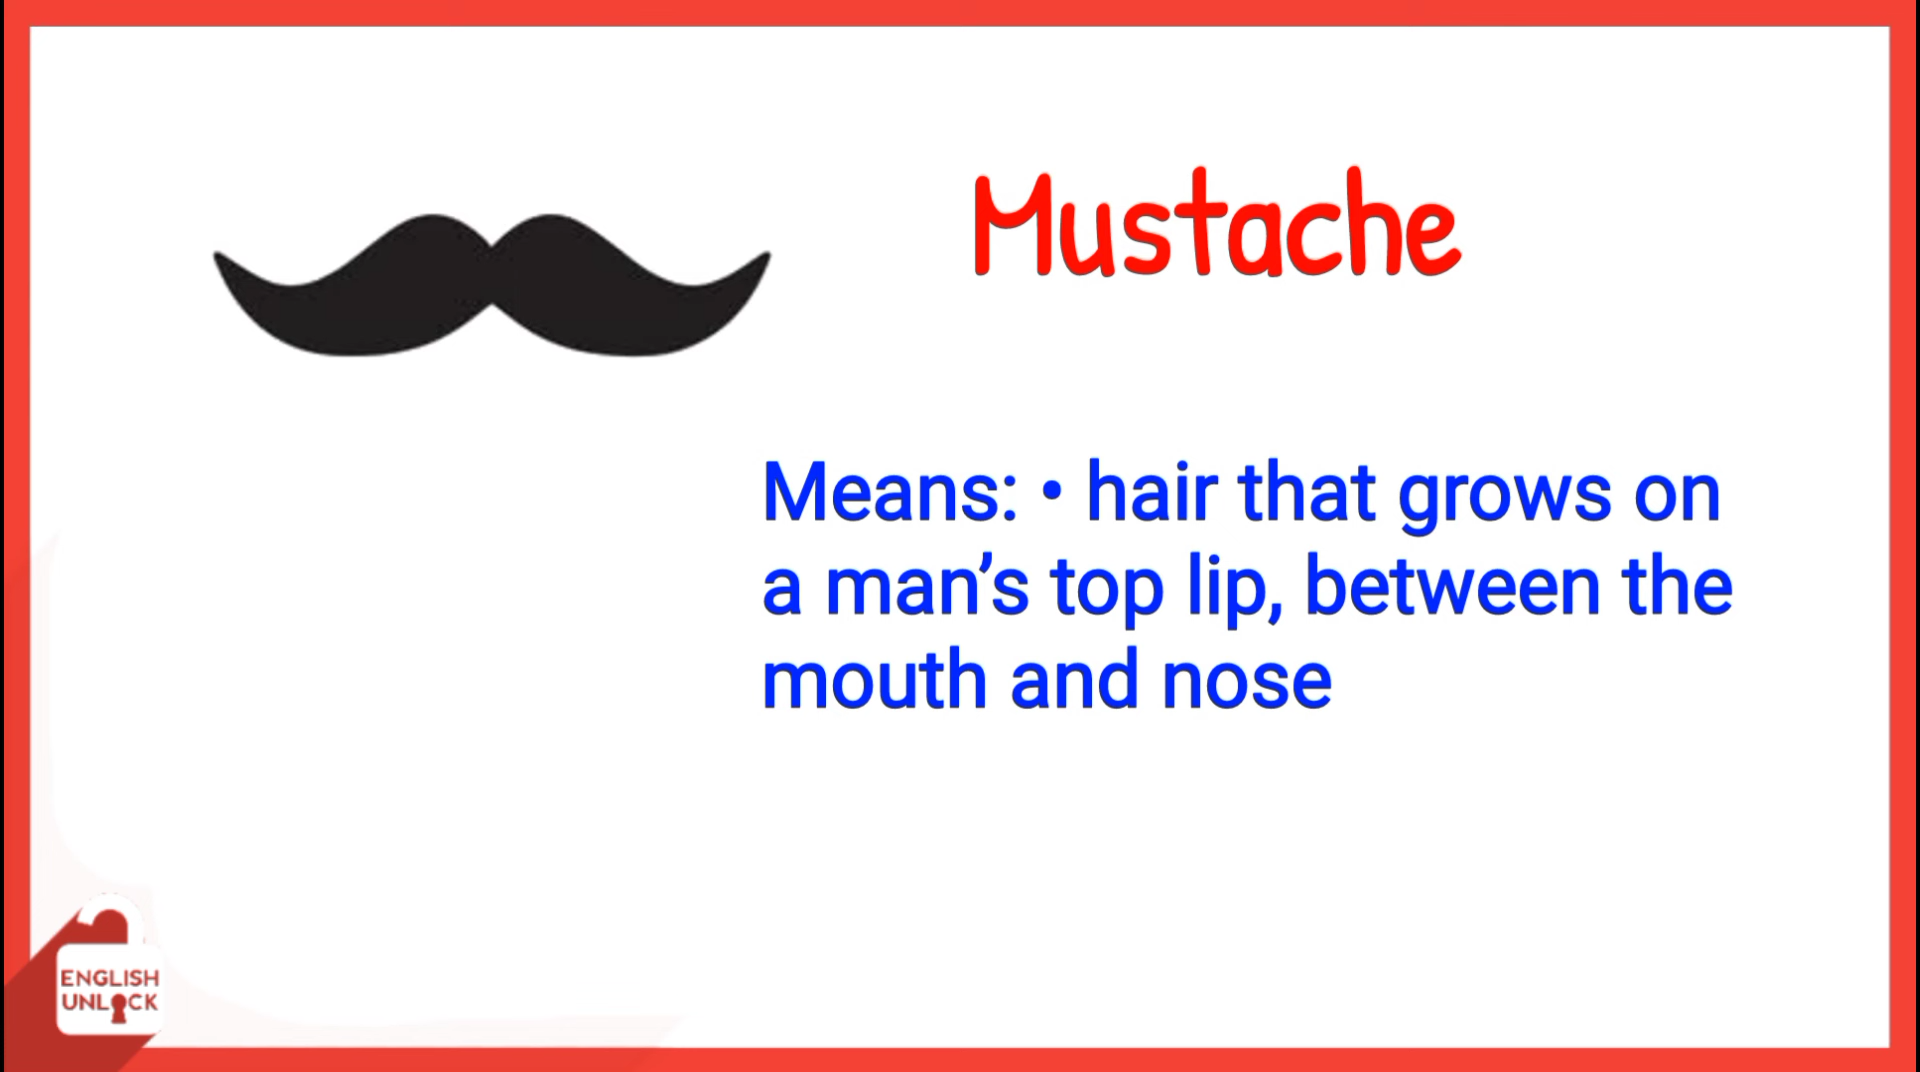 Mustache
Means: • hair that grows on
a man’s top lip, between the
mouth and nose
ENGLISH
UNLOCK